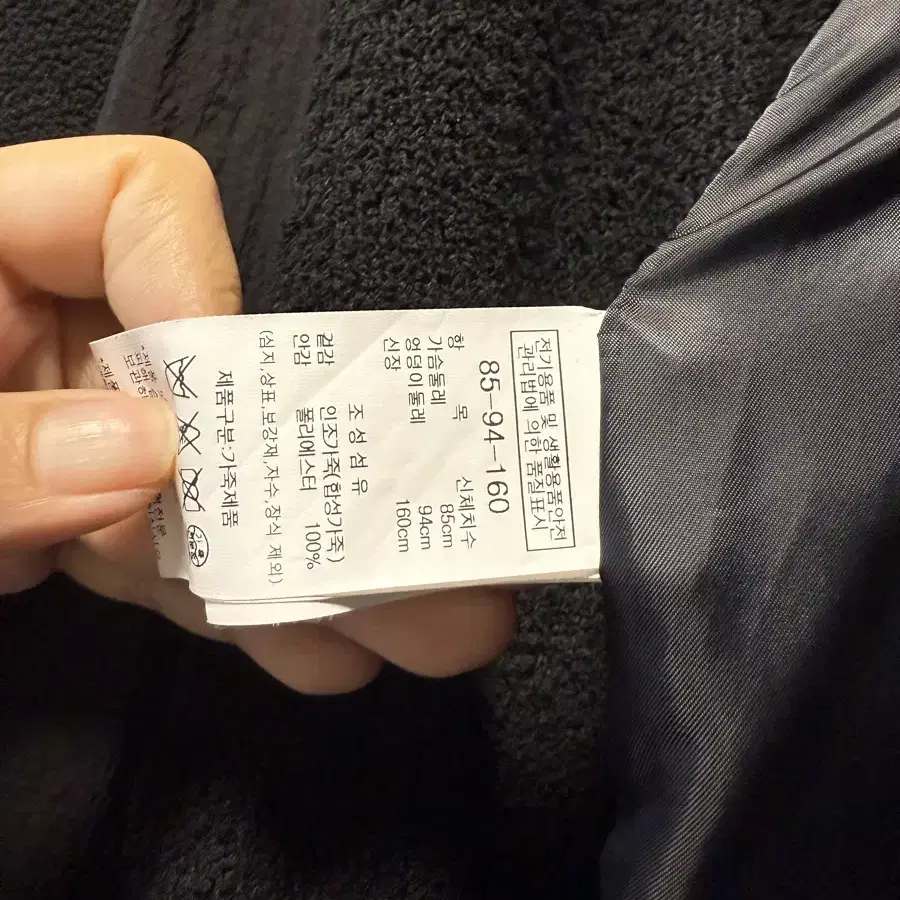 전기용품 및 생활용품안전
관리법에 의한 품질표시
85-94-160
항 목 신체치수
가슴둘레 85cm
엉덩이둘레 94cm
신장 160cm
조성섬유
겉감 인조가죽(합성가죽)
안감 폴리에스터 100%
(심지,상표,보강재,자수,장식 제외)
제품구분:가죽제품